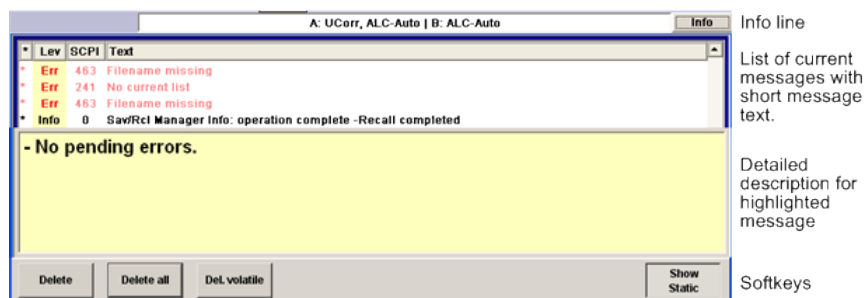 A: UCorr, ALC-Auto | B: ALC-Auto
Info
Info line
* Lev SCPI Text
* Err 463 Filename missing
* Err 241 No current list
* Err 463 Filename missing
* Info 0 Sav/Rcl Manager Info: operation complete -Recall completed
List of current
messages with
short message
text.
- No pending errors.
Detailed
description for
highlighted
message
Delete
Delete all
Del. volatile
Show
Static
Softkeys